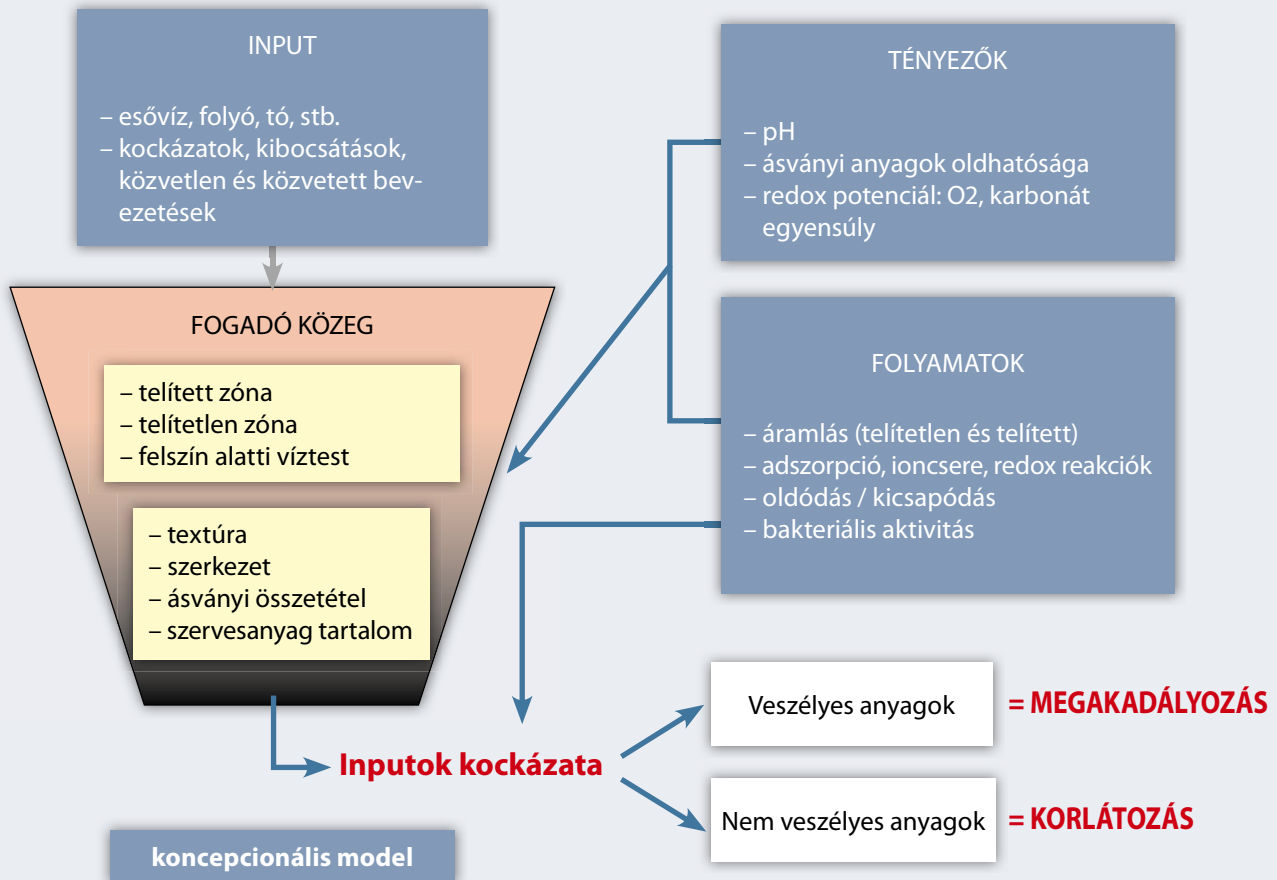 INPUT
– esővíz, folyó, tó, stb.
– kockázatok, kibocsátások,
közvetlen és közvetett bev-
ezetések
TÉNYEZŐK
– pH
– ásványi anyagok oldhatósága
– redox potenciál: O2, karbonát
egyensúly
FOGADÓ KÖZEG
– telített zóna
– telítetlen zóna
– felszín alatti víztest
– textúra
– szerkezet
– ásványi összetétel
– szervesanyag tartalom
FOLYAMATOK
– áramlás (telítetlen és telített)
– adszorpció, ioncsere, redox reakciók
– oldódás / kicsapódás
– bakteriális aktivitás
Inputok kockázata
Veszélyes anyagok
= MEGAKADÁLYOZÁS
Nem veszélyes anyagok
= KORLÁTOZÁS
koncepcionális model